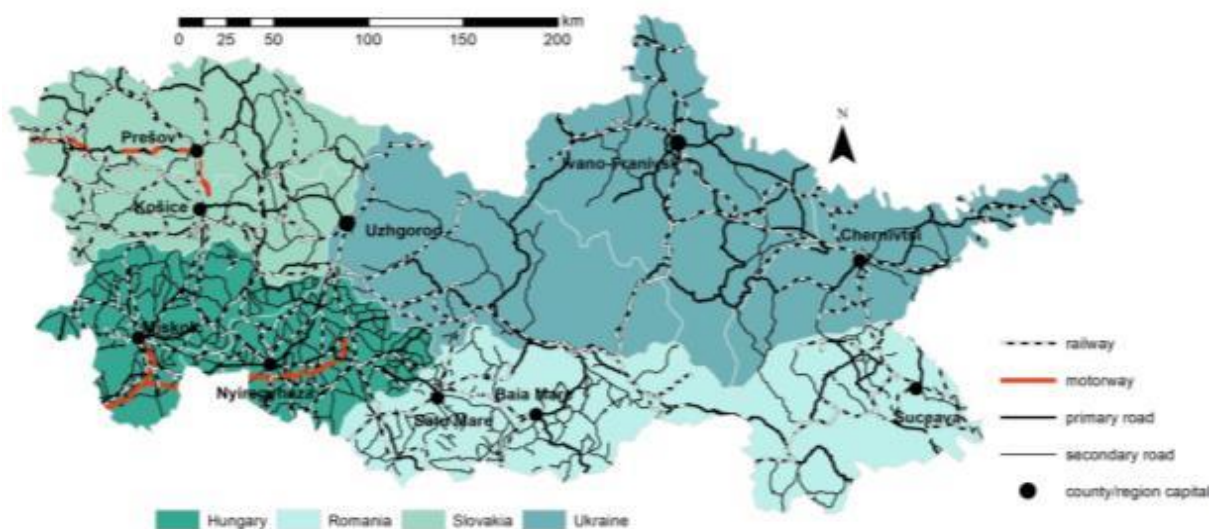 km
0 25 50 100 150 200
N
Prešov
Ivano-Franivsk
Košice
Uzhgorod
Chernivtsi
Miskolc
railway
motorway
Nyíregyháza
Baia Mare
Satu Mare
Suceava
primary road
secondary road
county/region capital
Hungary Romania Slovakia Ukraine